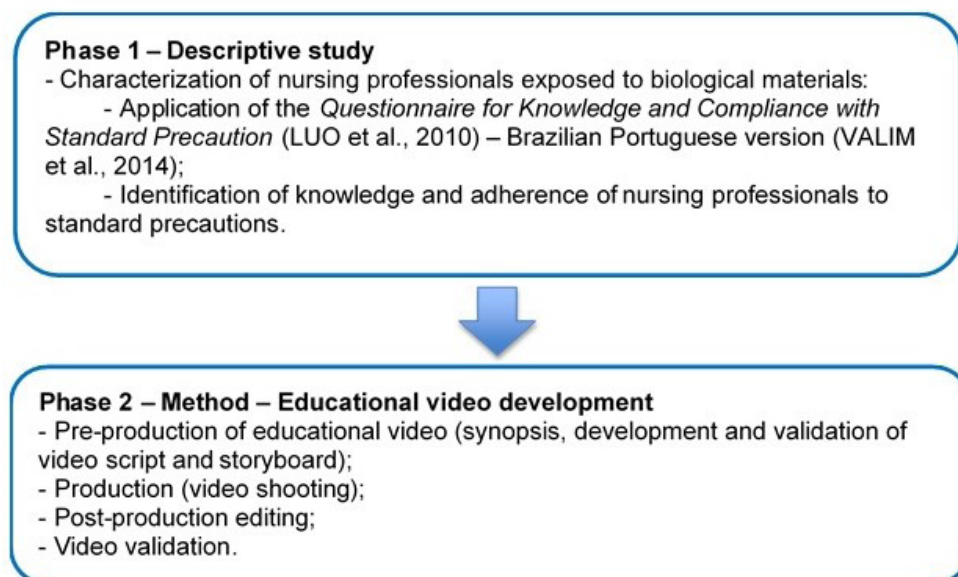 Phase 1 – Descriptive study
- Characterization of nursing professionals exposed to biological materials:
- Application of the Questionnaire for Knowledge and Compliance with
Standard Precaution (LUO et al., 2010) – Brazilian Portuguese version (VALIM
et al., 2014);
- Identification of knowledge and adherence of nursing professionals to
standard precautions.
Phase 2 – Method – Educational video development
- Pre-production of educational video (synopsis, development and validation of
video script and storyboard);
- Production (video shooting);
- Post-production editing;
- Video validation.